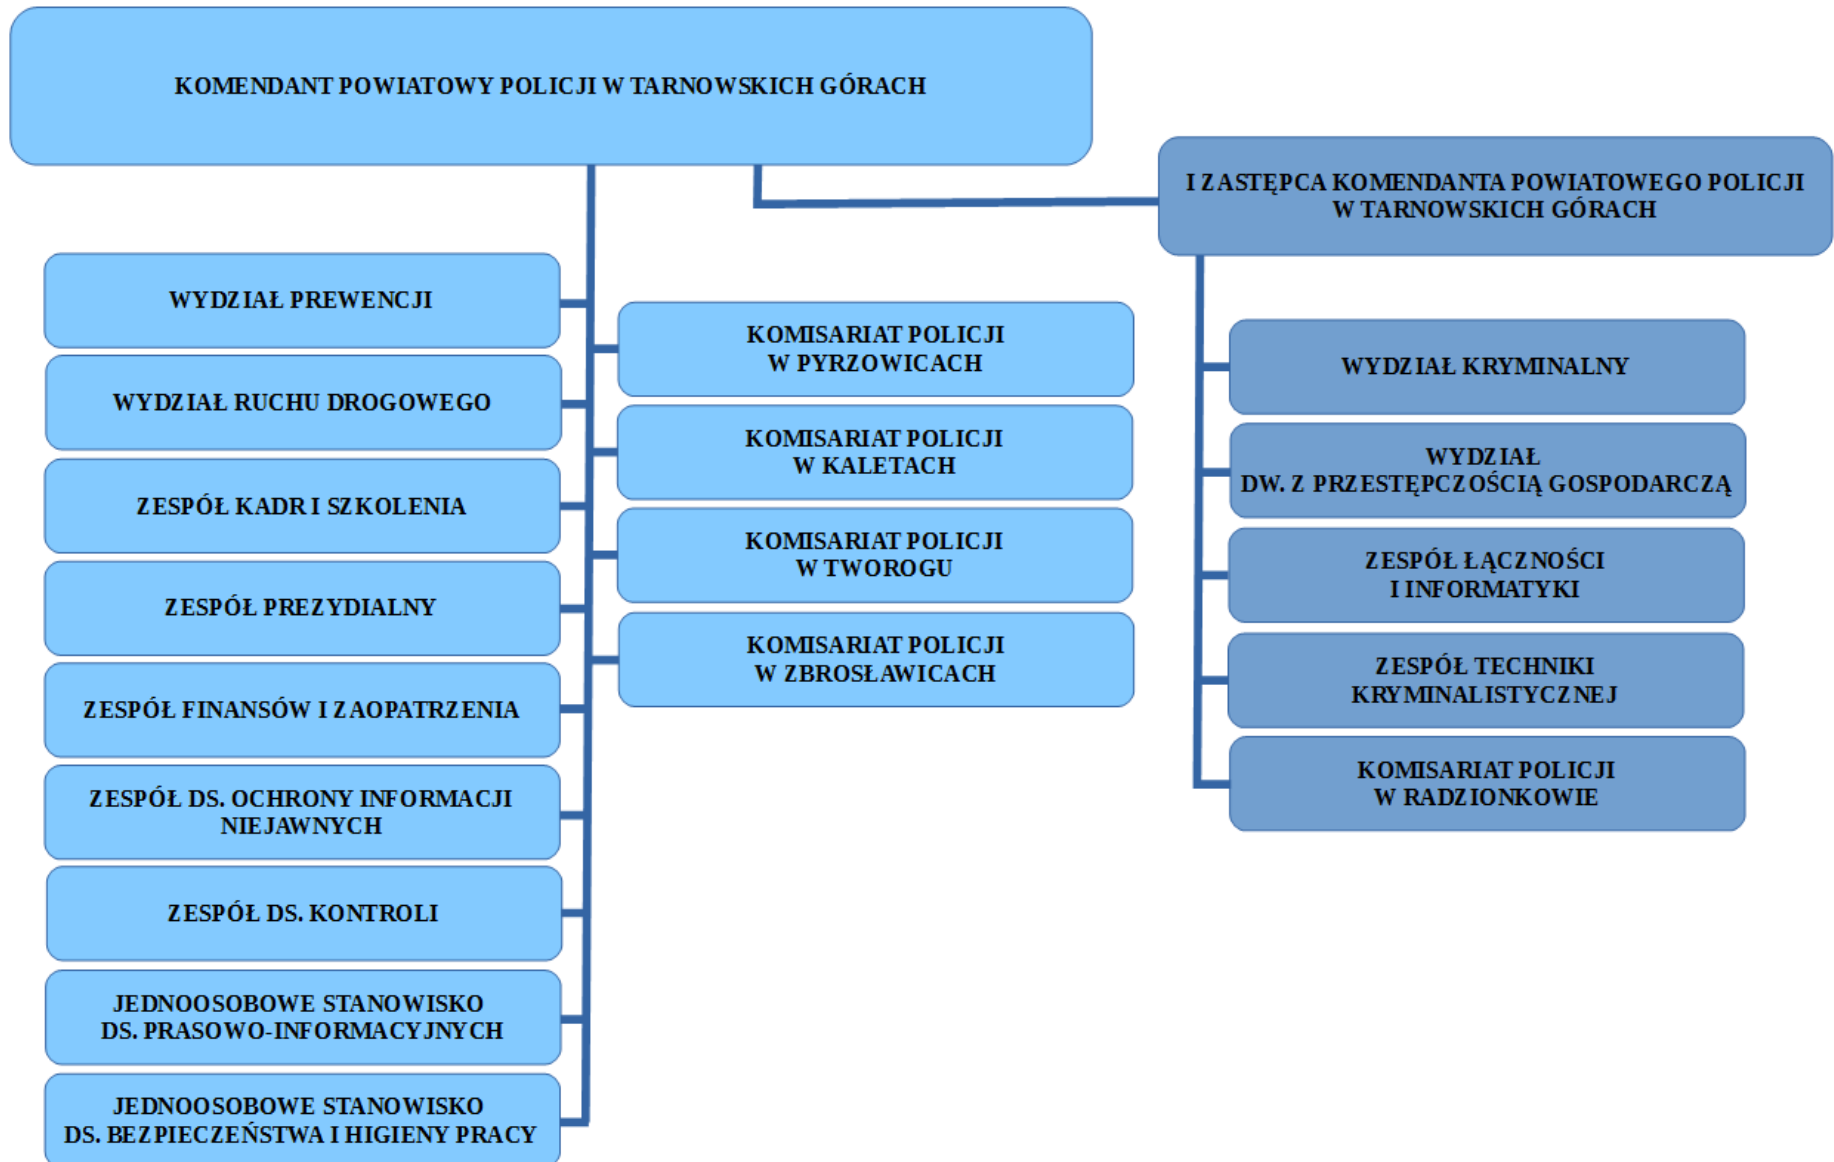 KOMENDANT POWIATOWY POLICJI W TARNOWSKICH GÓRACH
I ZASTĘPCA KOMENDANTA POWIATOWEGO POLICJI
W TARNOWSKICH GÓRACH
WYDZIAŁ PREWENCJI
WYDZIAŁ RUCHU DROGOWEGO
ZESPÓŁ KADR I SZKOLENIA
ZESPÓŁ PREZYDIALNY
ZESPÓŁ FINANSÓW I ZAOPATRZENIA
ZESPÓŁ DS. OCHRONY INFORMACJI
NIEJAWNYCH
ZESPÓŁ DS. KONTROLI
JEDNOOSOBOWE STANOWISKO
DS. PRASOWO-INFORMACYJNYCH
JEDNOOSOBOWE STANOWISKO
DS. BEZPIECZEŃSTWA I HIGIENY PRACY
KOMISARIAT POLICJI
W PYRZOWICACH
KOMISARIAT POLICJI
W KALETACH
KOMISARIAT POLICJI
W TWOROGU
KOMISARIAT POLICJI
W ZBROSŁAWICACH
WYDZIAŁ KRYMINALNY
WYDZIAŁ
DW. Z PRZESTĘPCZOŚCIĄ GOSPODARCZĄ
ZESPÓŁ ŁĄCZNOŚCI
I INFORMATYKI
ZESPÓŁ TECHNIKI
KRYMINALISTYCZNEJ
KOMISARIAT POLICJI
W RADZIONKOWIE